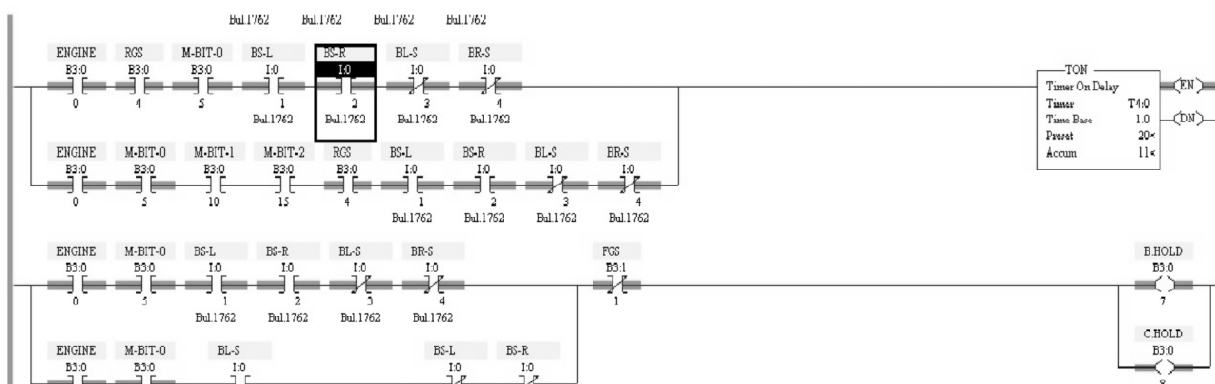 Bul.1762 Bul.1762 Bul.1762 Bul.1762
ENGINE RGS M-BIT-0 BS-L BS-R BL-S BR-S
B3:0 B3:0 B3:0 I:0 I:0 I:0 I:0
0 4 5 1 2 3 4
Bul.1762 Bul.1762 Bul.1762 Bul.1762
TON
Timer On Delay
Timer T4:0
Time Base 1.0
Preset 20<
Accum 11<
EN
DN
ENGINE M-BIT-0 M-BIT-1 M-BIT-2 RGS BS-L BS-R BL-S BR-S
B3:0 B3:0 B3:0 B3:0 B3:0 I:0 I:0 I:0 I:0
0 5 10 15 4 1 2 3 4
Bul.1762 Bul.1762 Bul.1762 Bul.1762
ENGINE M-BIT-0 BS-L BS-R BL-S BR-S FGS B.HOLD
B3:0 B3:0 I:0 I:0 I:0 I:0 B3:1 B3:0
0 5 1 2 3 4 1 7
Bul.1762 Bul.1762 Bul.1762 Bul.1762
ENGINE M-BIT-0 BL-S BS-L BS-R C.HOLD
B3:0 B3:0 I:0 I:0 I:0 B3:0